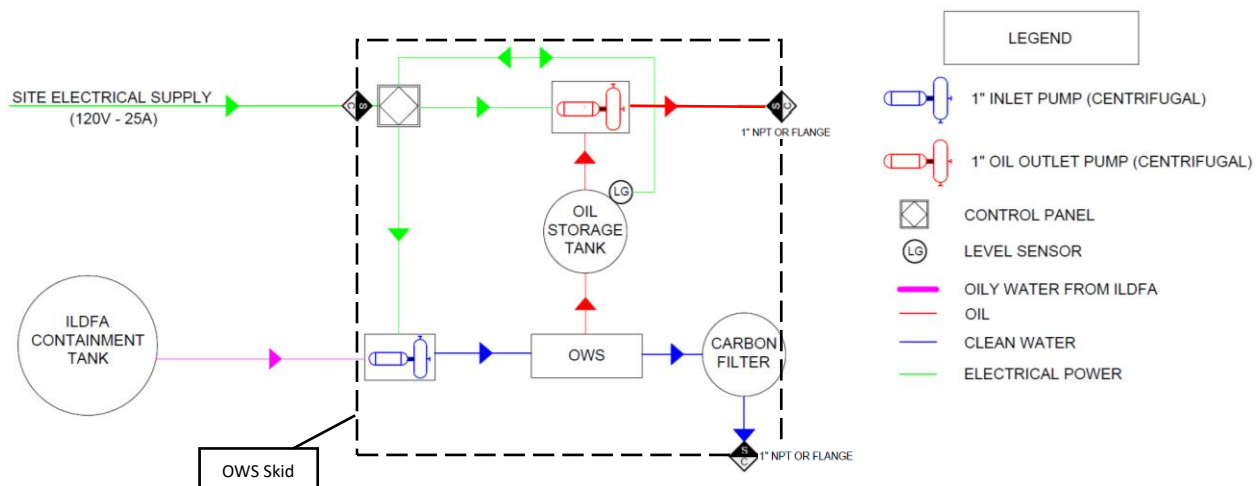 SITE ELECTRICAL SUPPLY
(120V - 25A)
C
S
S
C
1" NPT OR FLANGE
LG
OIL
STORAGE
TANK
ILDFA
CONTAINMENT
TANK
OWS
CARBON
FILTER
S
C
1" NPT OR FLANGE
OWS Skid
LEGEND
1" INLET PUMP (CENTRIFUGAL)
1" OIL OUTLET PUMP (CENTRIFUGAL)
CONTROL PANEL
LG
LEVEL SENSOR
OILY WATER FROM ILDFA
OIL
CLEAN WATER
ELECTRICAL POWER